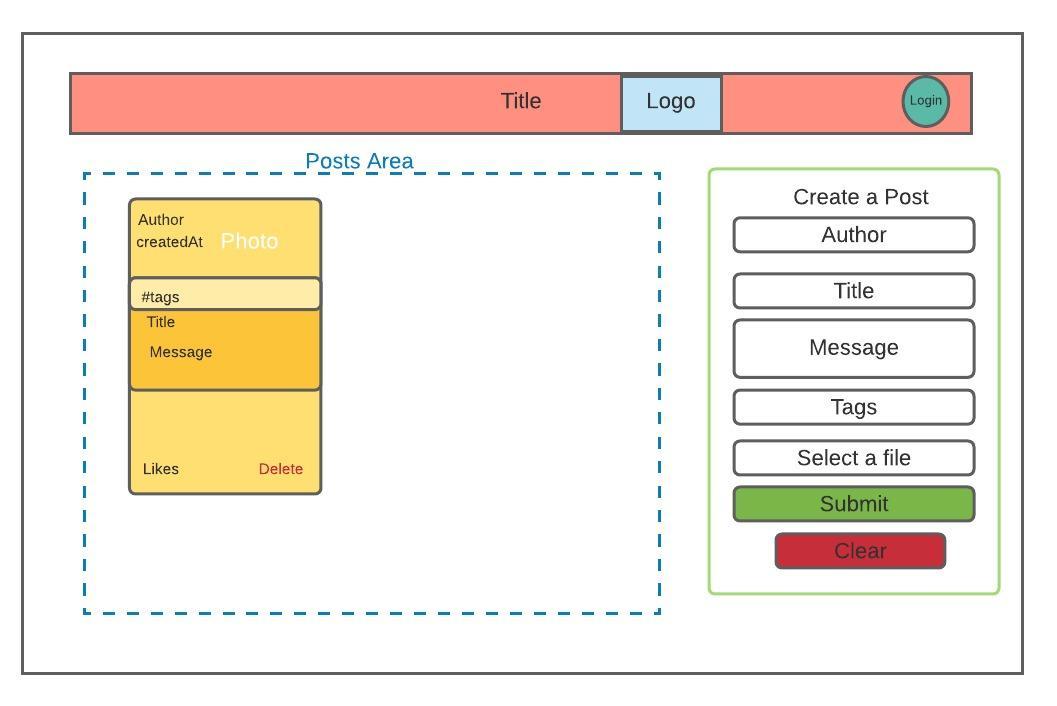 Title
Logo
Login
Posts Area
Author
createdAt
Photo
#tags
Title
Message
Likes
Delete
Create a Post
Author
Title
Message
Tags
Select a file
Submit
Clear